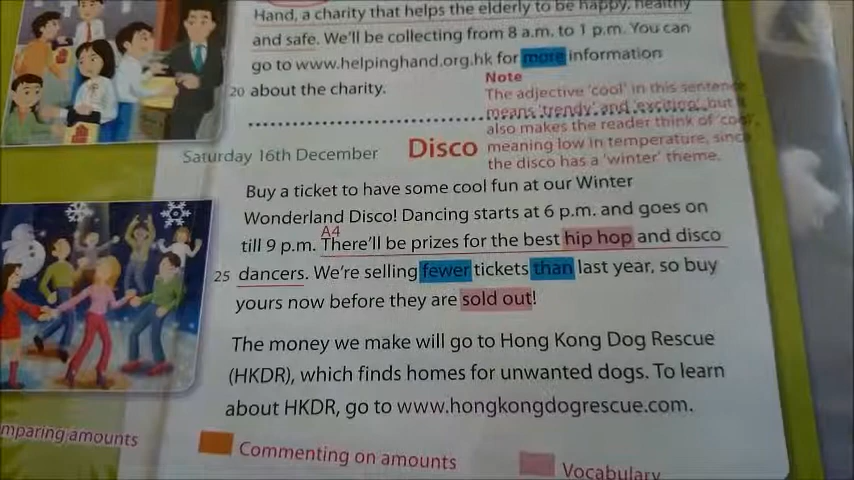 Hand, a charity that helps the elderly to be happy, healthy
and safe. We'll be collecting from 8 a.m. to 1 p.m. You can
go to www.helpinghand.org.hk for more information
20 about the charity.
Note
The adjective 'cool' in this sentence
means 'trendy' and 'exciting', but it
also makes the reader think of 'cool',
meaning low in temperature, since
the disco has a 'winter' theme.
Saturday 16th December Disco
Buy a ticket to have some cool fun at our Winter
Wonderland Disco! Dancing starts at 6 p.m. and goes on
A4
till 9 p.m. There'll be prizes for the best hip hop and disco
25 dancers. We're selling fewer tickets than last year, so buy
yours now before they are sold out!
The money we make will go to Hong Kong Dog Rescue
(HKDR), which finds homes for unwanted dogs. To learn
about HKDR, go to www.hongkongdogrescue.com.
mparing amounts
Commenting on amounts
Vocabulary